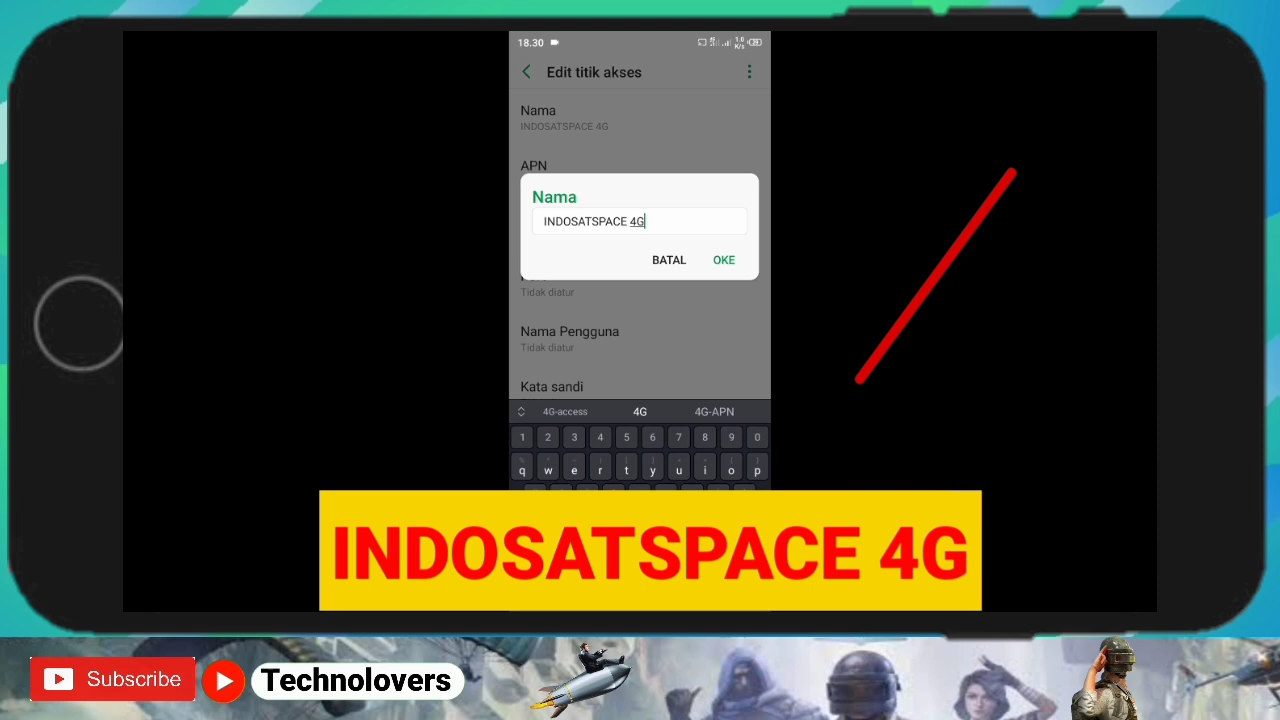 18.30
1.8
K/s
Edit titik akses
Nama
INDOSATSPACE 4G
APN
Nama
INDOSATSPACE 4G
BATAL
OKE
Tidak diatur
Nama Pengguna
Tidak diatur
Kata sandi
4G-access
4G
4G-APN
1 2 3 4 5 6 7 8 9 0
q w e r t y u i o p
INDOSATSPACE 4G
Subscribe
Technolovers